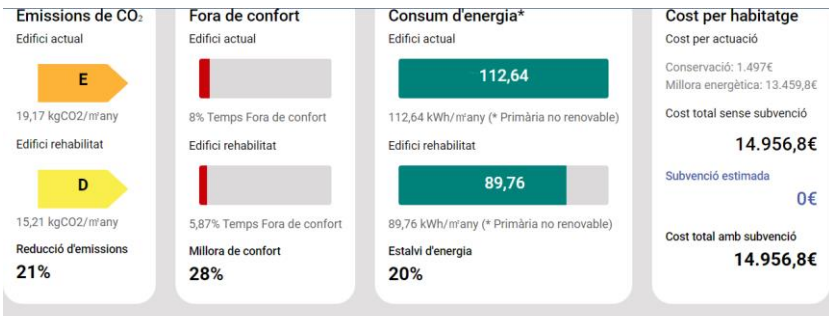 Emissions de CO₂
Edifici actual
E
19,17 kgCO2/m²any
Edifici rehabilitat
D
15,21 kgCO2/m²any
Reducció d'emissions
21%
Fora de confort
Edifici actual
8% Temps Fora de confort
Edifici rehabilitat
5,87% Temps Fora de confort
Millora de confort
28%
Consum d'energia*
Edifici actual
112,64
112,64 kWh/m²any (* Primària no renovable)
Edifici rehabilitat
89,76
89,76 kWh/m²any (* Primària no renovable)
Estalvi d'energia
20%
Cost per habitatge
Cost per actuació
Conservació: 1.497€
Millora energètica: 13.459,8€
Cost total sense subvenció
14.956,8€
Subvenció estimada
0€
Cost total amb subvenció
14.956,8€